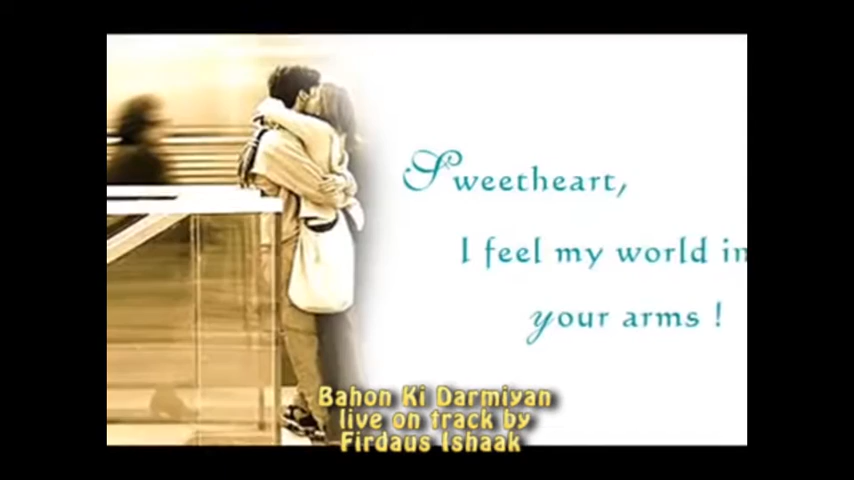 Sweetheart,
I feel my world in
your arms !
Bahon Ki Darmiyan
live on track by
Firdaus Ishaak